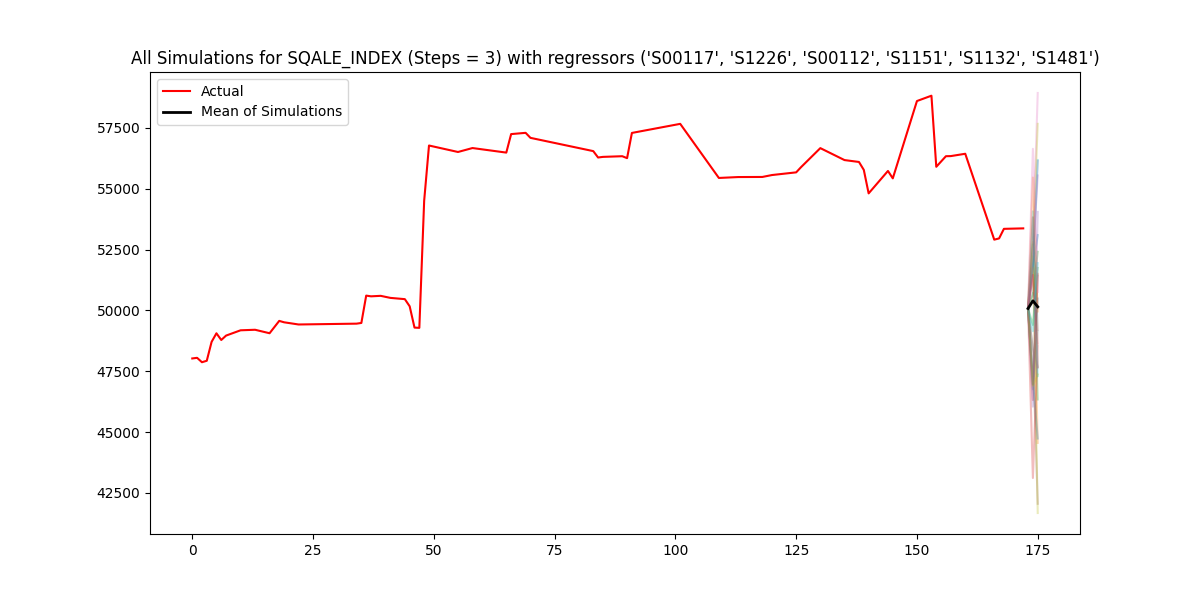 All Simulations for SQALE_INDEX (Steps = 3) with regressors ('S00117', 'S1226', 'S00112', 'S1151', 'S1132', 'S1481')
Actual
Mean of Simulations
57500
55000
52500
50000
47500
45000
42500
0 25 50 75 100 125 150 175